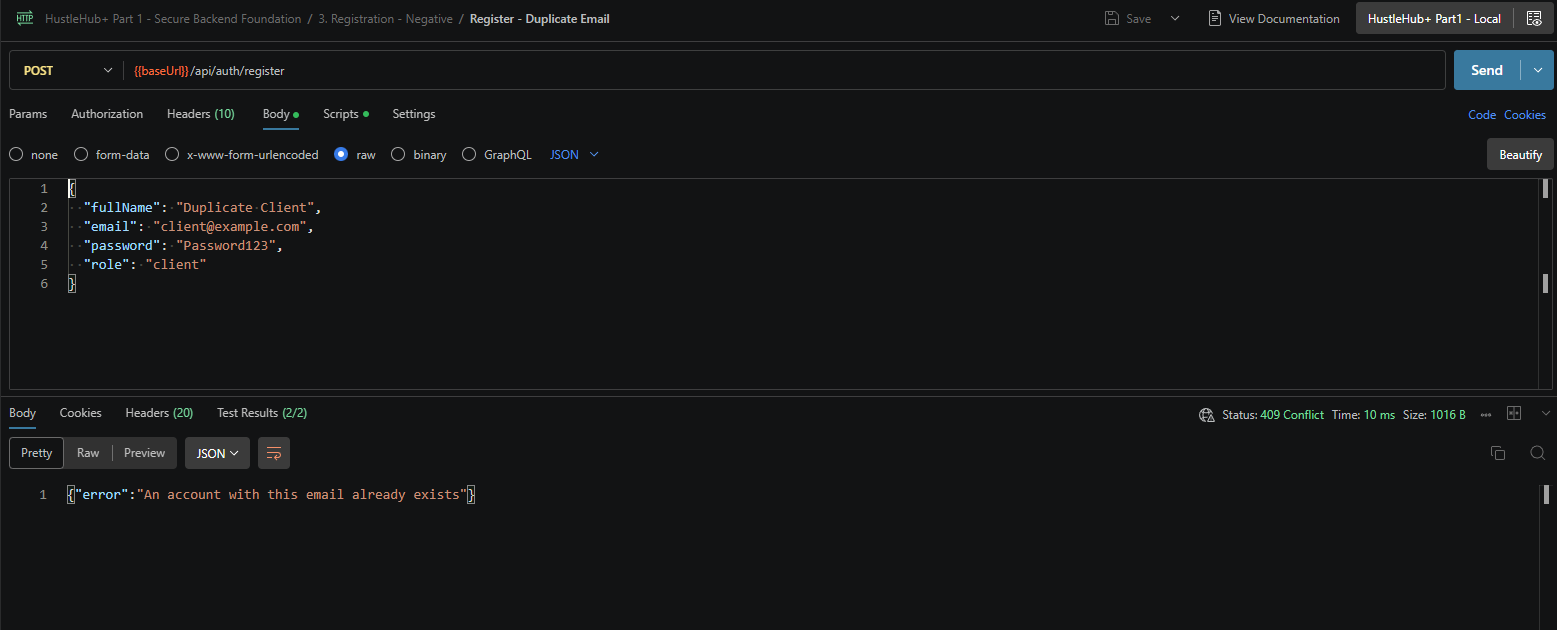 HTTP HustleHub+ Part 1 - Secure Backend Foundation / 3. Registration - Negative / Register - Duplicate Email Save View Documentation HustleHub+ Part1 - Local
POST {{baseUrl}}/api/auth/register Send
Params Authorization Headers (10) Body Scripts Settings Code Cookies
none form-data x-www-form-urlencoded raw binary GraphQL JSON Beautify
1 {
2 "fullName": "Duplicate Client",
3 "email": "client@example.com",
4 "password": "Password123",
5 "role": "client"
6 }
Body Cookies Headers (20) Test Results (2/2) Status: 409 Conflict Time: 10 ms Size: 1016 B
Pretty Raw Preview JSON
1 {"error":"An account with this email already exists"}